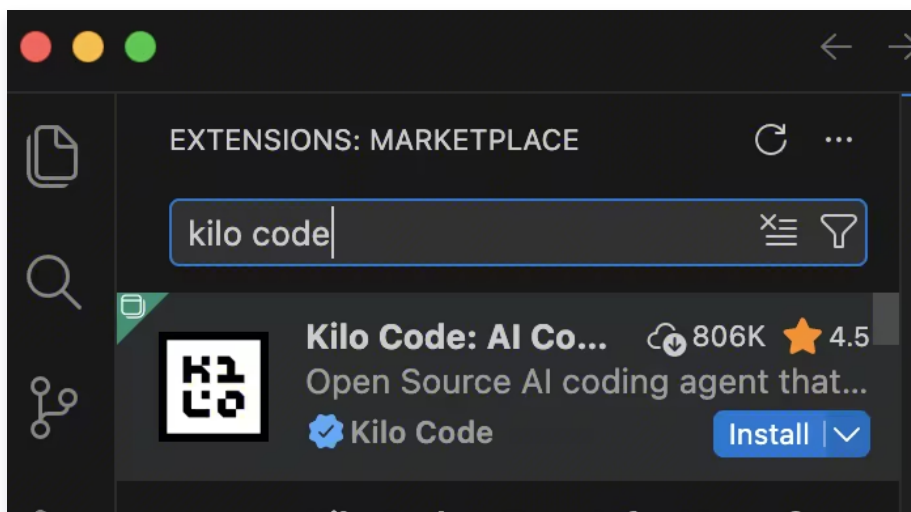 EXTENSIONS: MARKETPLACE
kilo code
Kilo Code: AI Co... 806K 4.5
KILO
Open Source AI coding agent that...
Kilo Code
Install